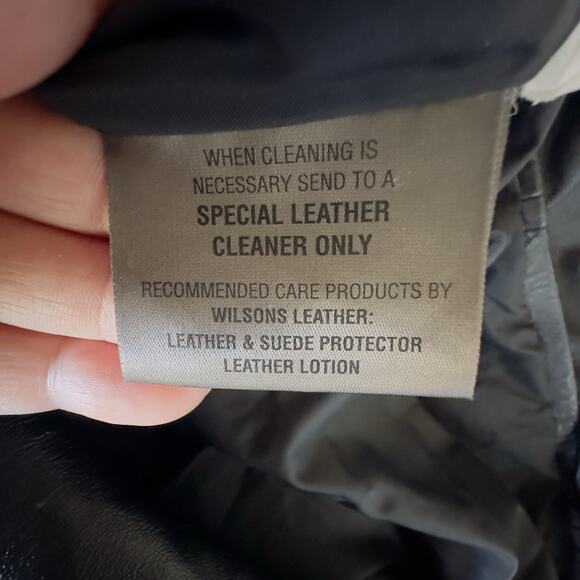 WHEN CLEANING IS
NECESSARY SEND TO A
SPECIAL LEATHER
CLEANER ONLY
RECOMMENDED CARE PRODUCTS BY
WILSONS LEATHER:
LEATHER & SUEDE PROTECTOR
LEATHER LOTION